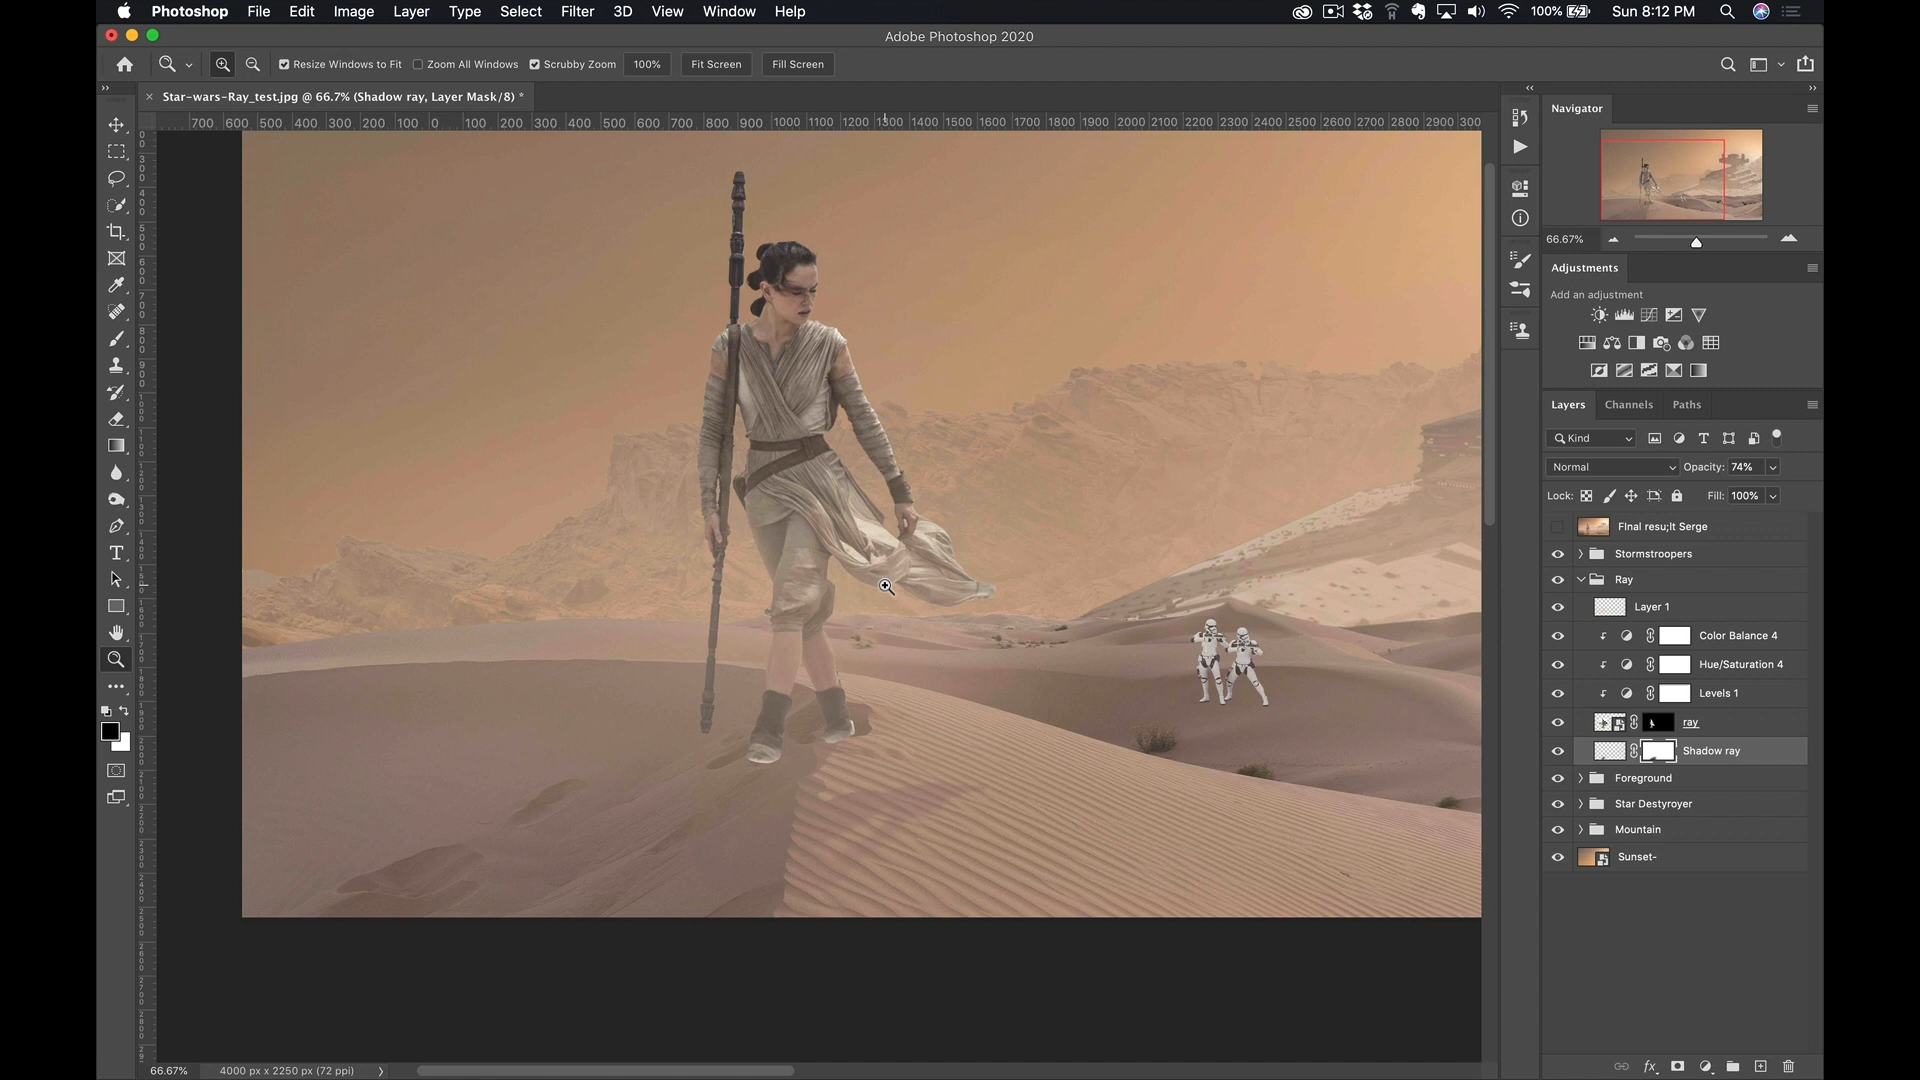 Photoshop File Edit Image Layer Type Select Filter 3D View Window Help 100% Sun 8:12 PM
Adobe Photoshop 2020
Resize Windows to Fit Zoom All Windows Scrubby Zoom 100% Fit Screen Fill Screen
Star-wars-Ray_test.jpg @ 66.7% (Shadow ray, Layer Mask/8) *
700 600 500 400 300 200 100 0 100 200 300 400 500 600 700 800 900 1000 1100 1200 1300 1400 1500 1600 1700 1800 1900 2000 2100 2200 2300 2400 2500 2600 2700 2800 2900 300
Navigator
66.67%
Adjustments
Add an adjustment
Layers Channels Paths
Kind
Normal Opacity: 74%
Lock: Fill: 100%
FInal resu;lt Serge
Stormstroopers
Ray
Layer 1
Color Balance 4
Hue/Saturation 4
Levels 1
ray
Shadow ray
Foreground
Star Destyroyer
Mountain
Sunset-
66.67% 4000 px x 2250 px (72 ppi)